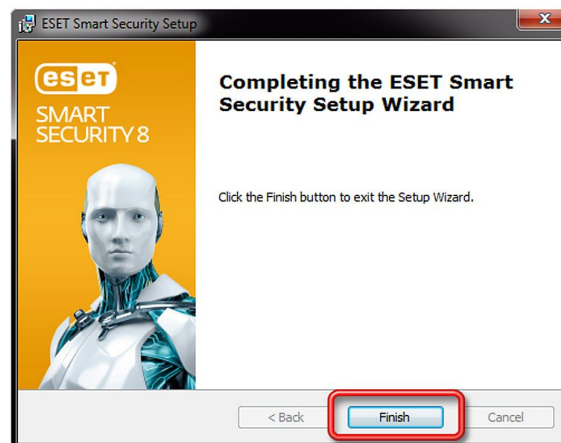 ESET Smart Security Setup
eset
SMART
SECURITY 8
Completing the ESET Smart
Security Setup Wizard
Click the Finish button to exit the Setup Wizard.
< Back
Finish
Cancel